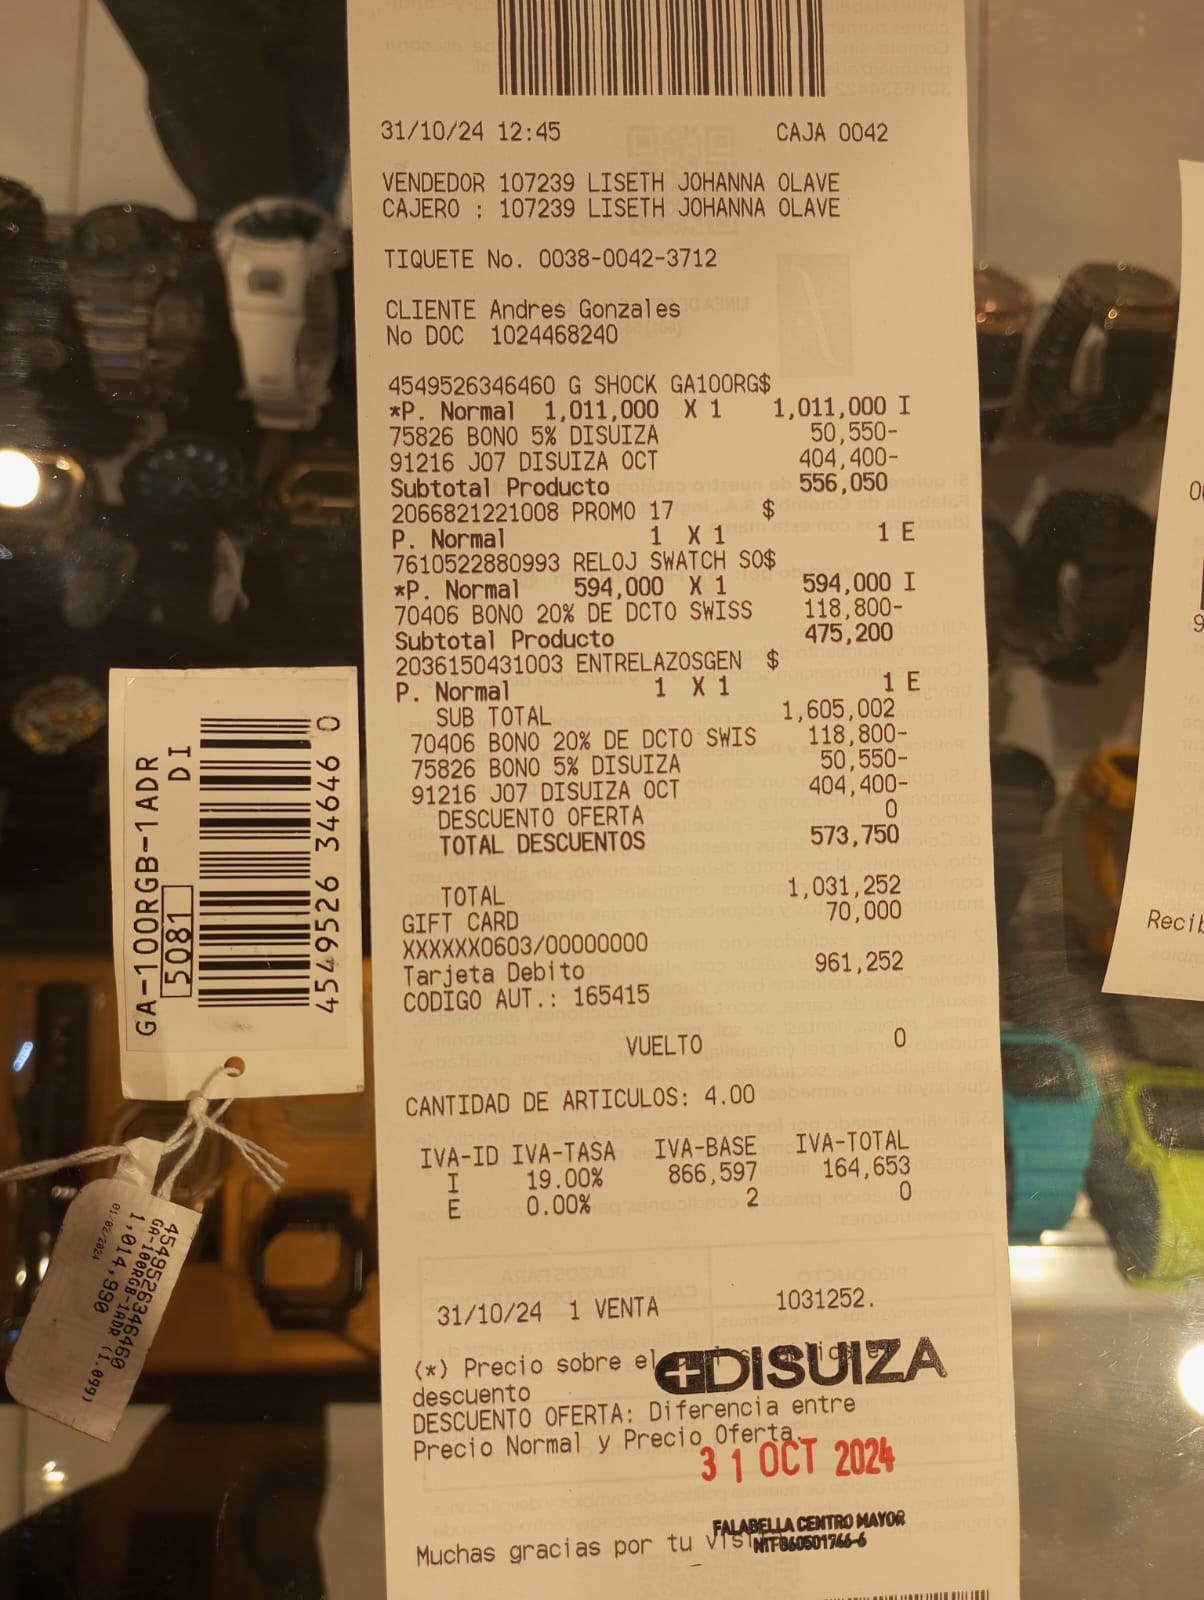 31/10/24 12:45 CAJA 0042
VENDEDOR 107239 LISETH JOHANNA OLAVE
CAJERO : 107239 LISETH JOHANNA OLAVE
TIQUETE No. 0038-0042-3712
CLIENTE Andres Gonzales
No DOC 1024468240
4549526346460 G SHOCK GA100RG$
*P. Normal 1,011,000 X 1 1,011,000 I
75826 BONO 5% DISUIZA 50,550-
91216 J07 DISUIZA OCT 404,400-
Subtotal Producto 556,050
2066821221008 PROMO 17 $
P. Normal 1 X 1 1 E
7610522880993 RELOJ SWATCH SO$
*P. Normal 594,000 X 1 594,000 I
70406 BONO 20% DE DCTO SWISS 118,800-
Subtotal Producto 475,200
2036150431003 ENTRELAZOSGEN $
P. Normal 1 X 1 1 E
SUB TOTAL 1,605,002
70406 BONO 20% DE DCTO SWIS 118,800-
75826 BONO 5% DISUIZA 50,550-
91216 J07 DISUIZA OCT 404,400-
DESCUENTO OFERTA 0
TOTAL DESCUENTOS 573,750
TOTAL 1,031,252
GIFT CARD 70,000
XXXXXX0603/00000000
Tarjeta Debito 961,252
CODIGO AUT.: 165415
VUELTO 0
CANTIDAD DE ARTICULOS: 4.00
IVA-ID IVA-TASA IVA-BASE IVA-TOTAL
I 19.00% 866,597 164,653
E 0.00% 2 0
31/10/24 1 VENTA 1031252.
(*) Precio sobre el
DISUIZA
descuento
DESCUENTO OFERTA: Diferencia entre
Precio Normal y Precio Oferta.
31 OCT 2024
FALABELLA CENTRO MAYOR
NIT 860501766-6
Muchas gracias por tu
GA-100RGB-1ADR
DI
5081
4549526 34646 0
4549526346460
GA-100RGB-1ADR (1.099)
1,014,990
01/02/2024